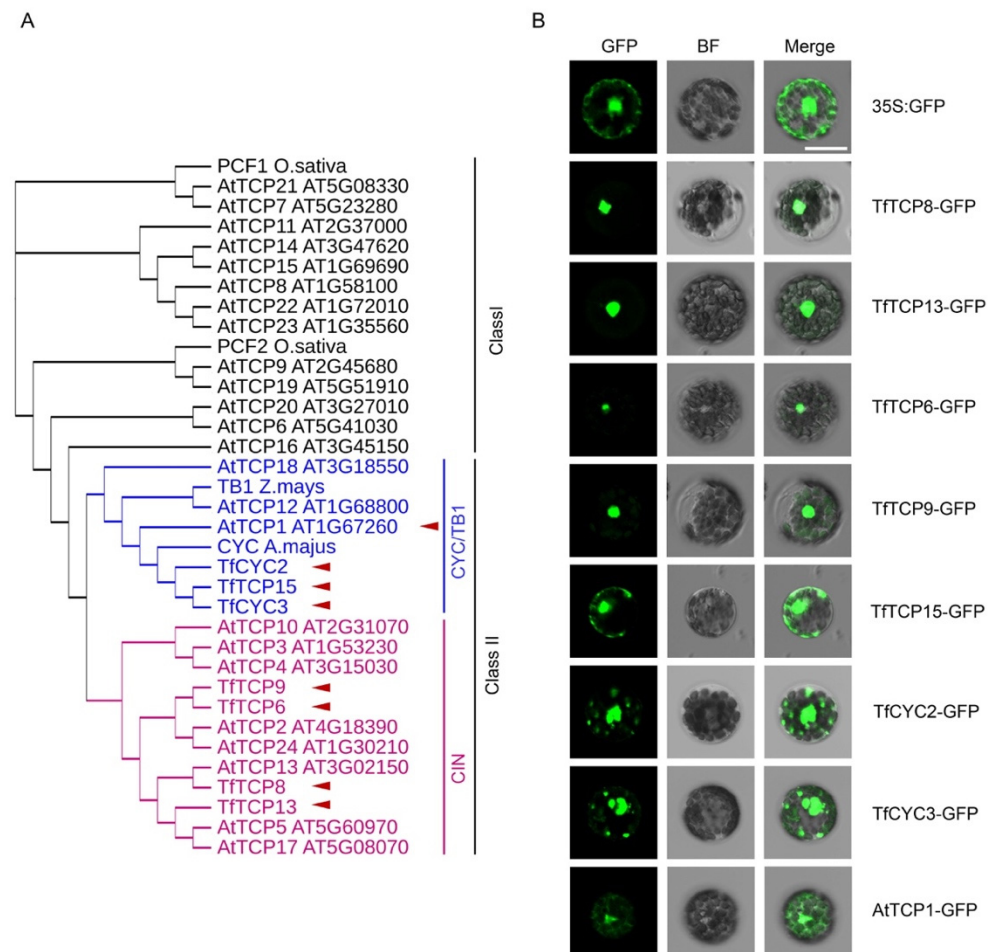 A
PCF1 O.sativa
AtTCP21 AT5G08330
AtTCP7 AT5G23280
AtTCP11 AT2G37000
AtTCP14 AT3G47620
AtTCP15 AT1G69690
AtTCP8 AT1G58100
AtTCP22 AT1G72010
AtTCP23 AT1G35560
PCF2 O.sativa
AtTCP9 AT2G45680
AtTCP19 AT5G51910
AtTCP20 AT3G27010
AtTCP6 AT5G41030
AtTCP16 AT3G45150
AtTCP18 AT3G18550
TB1 Z.mays
AtTCP12 AT1G68800
AtTCP1 AT1G67260
CYC A.majus
TfCYC2
TfTCP15
TfCYC3
AtTCP10 AT2G31070
AtTCP3 AT1G53230
AtTCP4 AT3G15030
TfTCP9
TfTCP6
AtTCP2 AT4G18390
AtTCP24 AT1G30210
AtTCP13 AT3G02150
TfTCP8
TfTCP13
AtTCP5 AT5G60970
AtTCP17 AT5G08070
ClassI
CYC/TB1
CIN
Class II
B
GFP BF Merge
35S:GFP
TfTCP8-GFP
TfTCP13-GFP
TfTCP6-GFP
TfTCP9-GFP
TfTCP15-GFP
TfCYC2-GFP
TfCYC3-GFP
AtTCP1-GFP